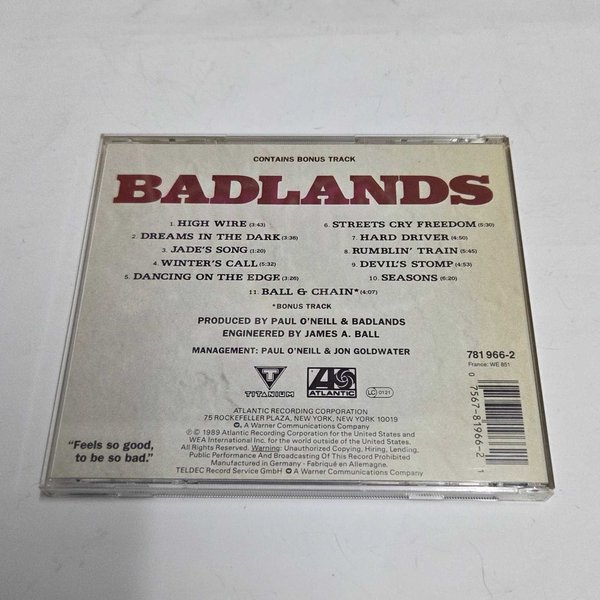 CONTAINS BONUS TRACK
BADLANDS
1. HIGH WIRE (3:43)
2. DREAMS IN THE DARK (3:38)
3. JADE'S SONG (1:20)
4. WINTER'S CALL (5:32)
5. DANCING ON THE EDGE (3:26)
6. STREETS CRY FREEDOM (5:30)
7. HARD DRIVER (4:50)
8. RUMBLIN' TRAIN (5:45)
9. DEVIL'S STOMP (4:53)
10. SEASONS (6:20)
11. BALL & CHAIN* (4:07)
*BONUS TRACK
PRODUCED BY PAUL O'NEILL & BADLANDS
ENGINEERED BY JAMES A. BALL
MANAGEMENT: PAUL O'NEILL & JON GOLDWATER
781 966-2
France: WE 851
TITANIUM
ATLANTIC
LC 0121
0 7567-81966-2 1
ATLANTIC RECORDING CORPORATION
75 ROCKEFELLER PLAZA, NEW YORK, NEW YORK 10019
A Warner Communications Company
℗ © 1989 Atlantic Recording Corporation for the United States and
WEA International Inc. for the world outside of the United States.
All Rights Reserved. Warning: Unauthorized Copying, Hiring, Lending,
Public Performance And Broadcasting Of This Record Prohibited
Manufactured in Germany · Fabriqué en Allemagne.
TELDEC Record Service GmbH A Warner Communications Company
"Feels so good,
to be so bad."